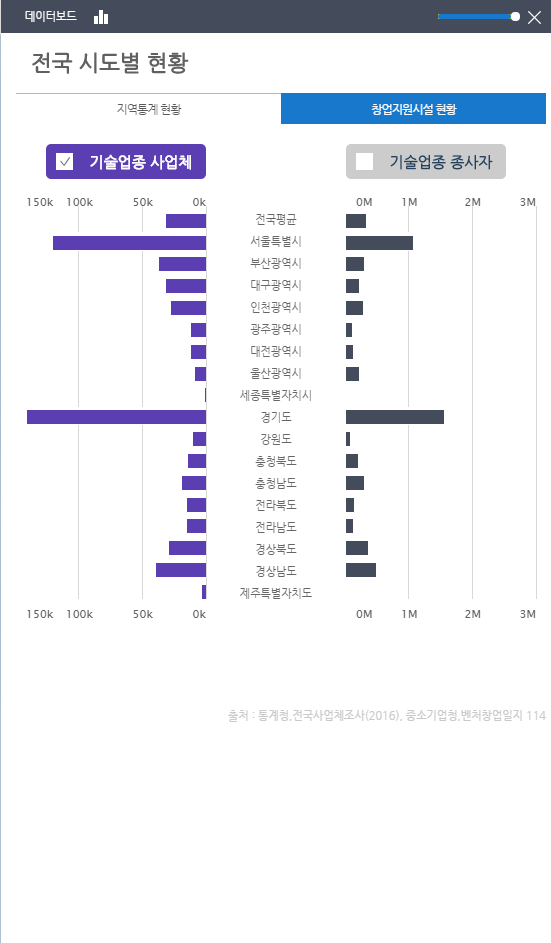 데이터보드
전국 시도별 현황
지역통계 현황 창업지원시설 현황
기술업종 사업체 기술업종 종사자
150k 100k 50k 0k 0M 1M 2M 3M
전국평균
서울특별시
부산광역시
대구광역시
인천광역시
광주광역시
대전광역시
울산광역시
세종특별자치시
경기도
강원도
충청북도
충청남도
전라북도
전라남도
경상북도
경상남도
제주특별자치도
150k 100k 50k 0k 0M 1M 2M 3M
출처 : 통계청,전국사업체조사(2016), 중소기업청,벤처창업밀지 114